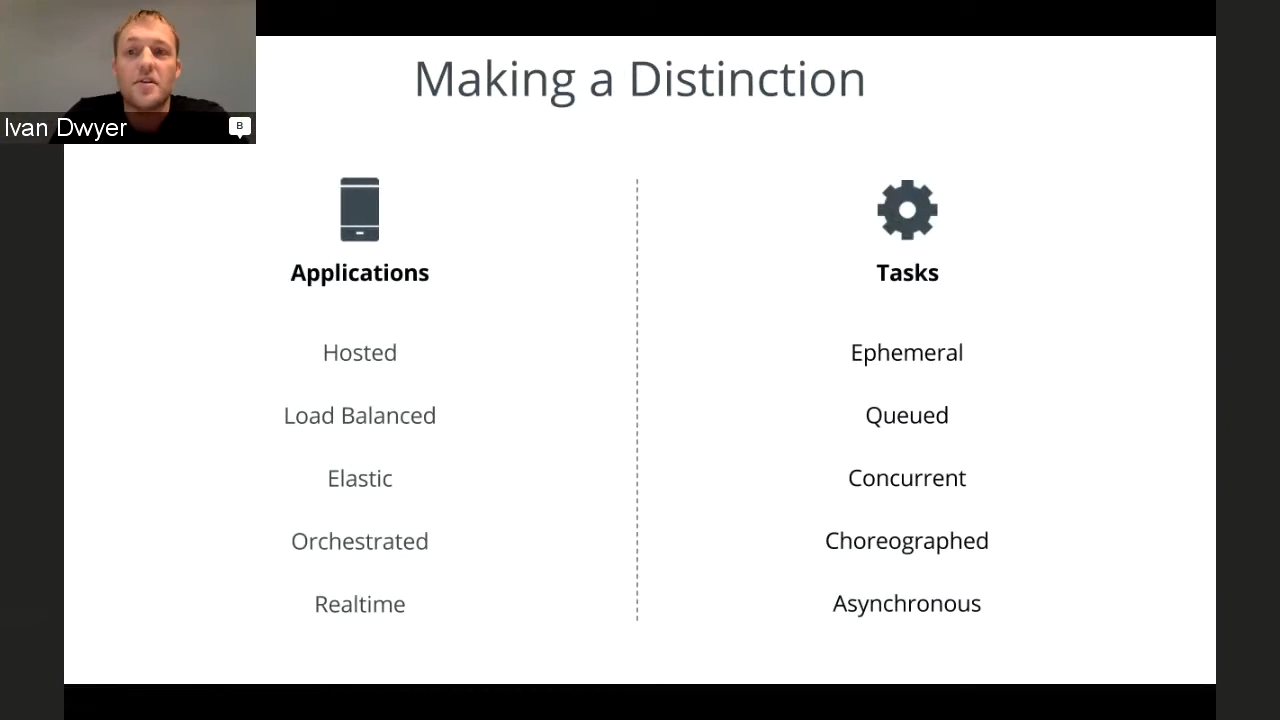 Ivan Dwyer
B
Making a Distinction
Applications
Hosted
Load Balanced
Elastic
Orchestrated
Realtime
Tasks
Ephemeral
Queued
Concurrent
Choreographed
Asynchronous